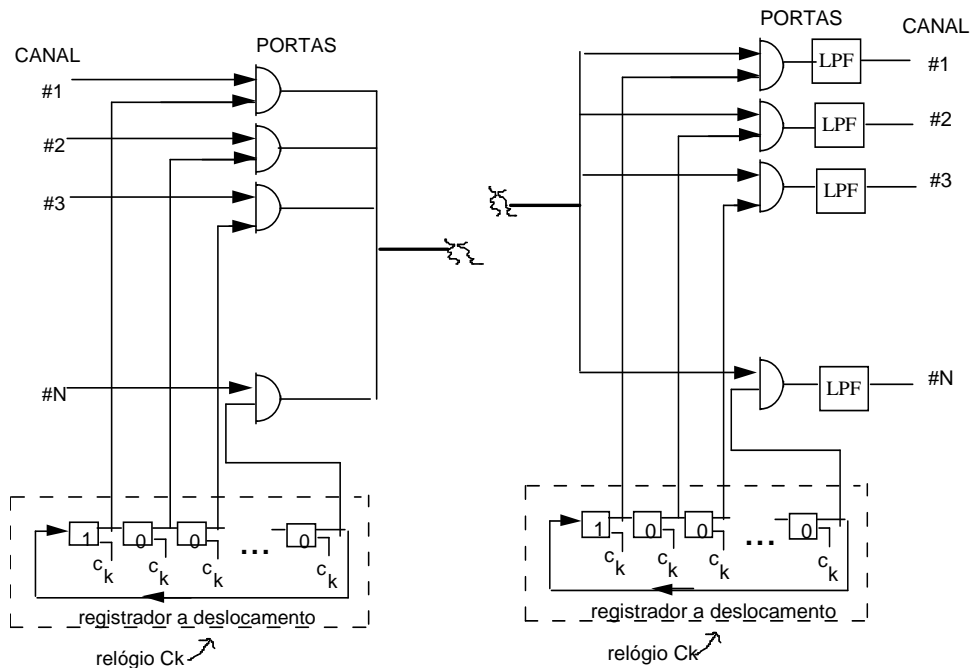 CANAL
PORTAS
#1
#2
#3
#N
1 0 0 ... 0
c k c k c k c k
registrador a deslocamento
relógio Ck
PORTAS
CANAL
LPF
#1
LPF
#2
LPF
#3
LPF
#N
1 0 0 ... 0
c k c k c k c k
registrador a deslocamento
relógio Ck